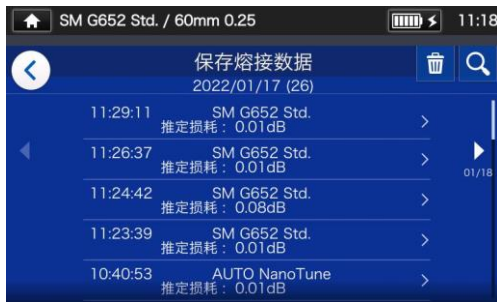 SM G652 Std. / 60mm 0.25 11:18
保存熔接数据
2022/01/17 (26)
11:29:11 SM G652 Std.
推定损耗： 0.01dB
11:26:37 SM G652 Std.
推定损耗： 0.01dB
01/18
11:24:42 SM G652 Std.
推定损耗： 0.08dB
11:23:39 SM G652 Std.
推定损耗： 0.01dB
10:40:53 AUTO NanoTune
推定损耗： 0.01dB